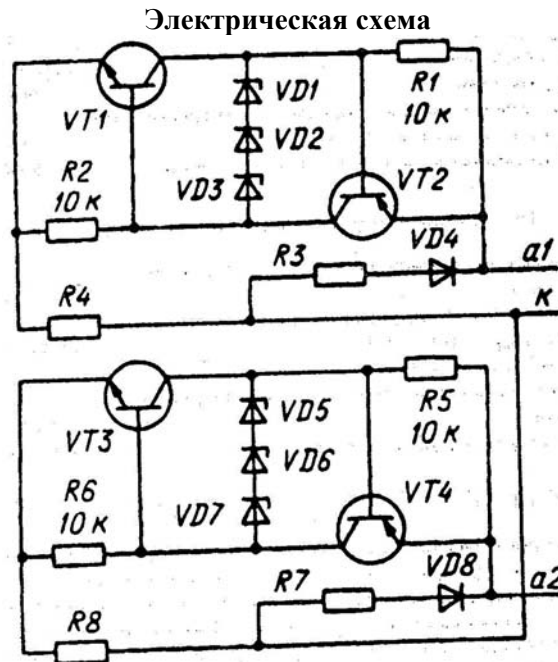 Электрическая схема
VT1
VD1
R1
10 к
VD2
R2
10 к
VD3
VT2
R3
VD4
a1
R4
к
VT3
VD5
R5
10 к
VD6
R6
10 к
VD7
VT4
R7
VD8
a2
R8